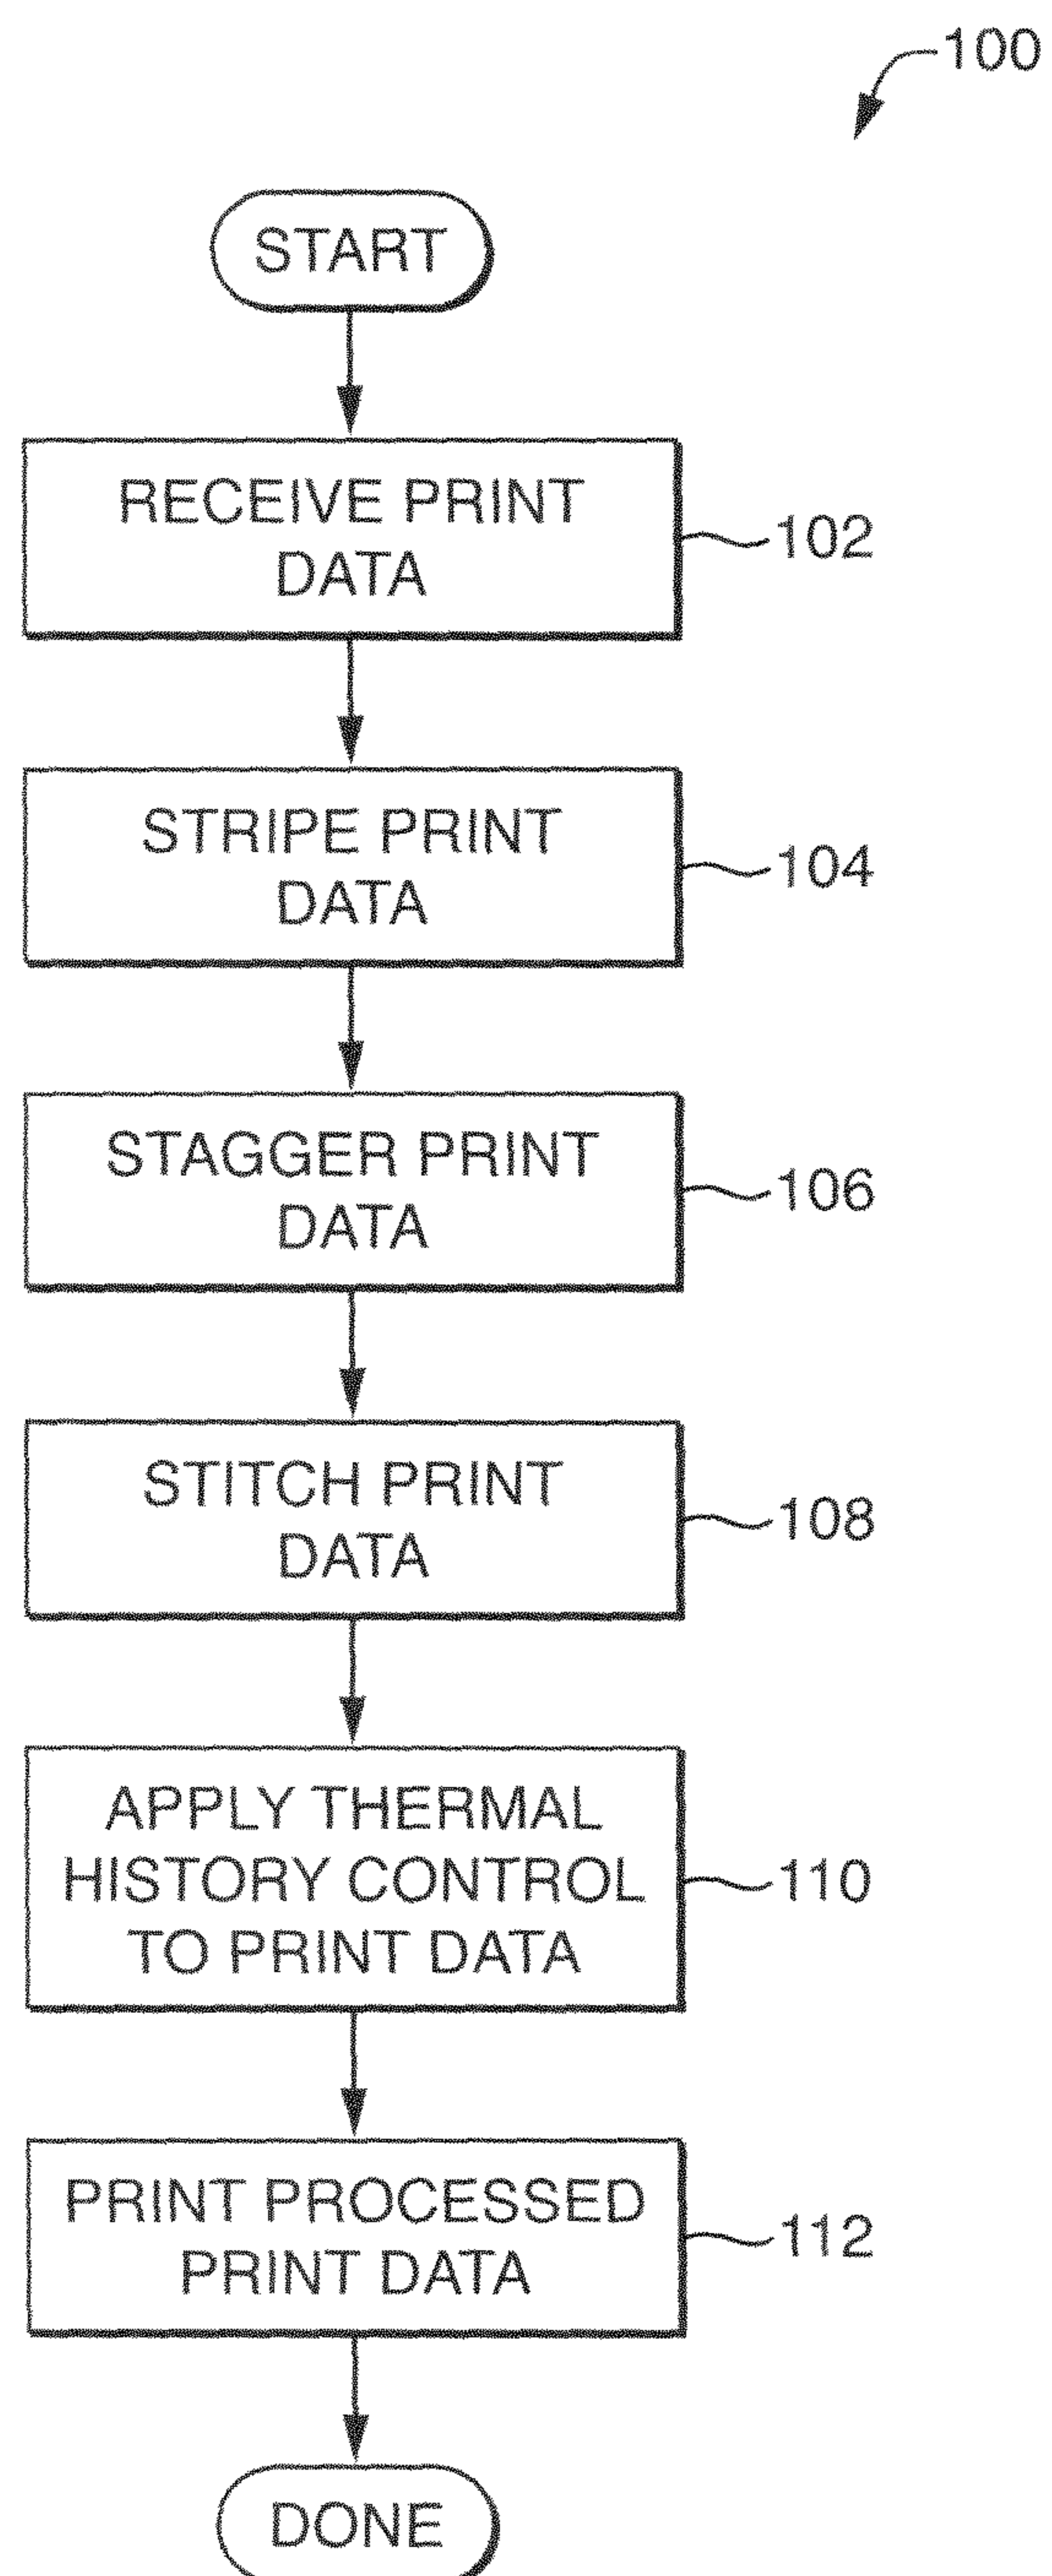 100
START
RECEIVE PRINT
DATA
102
STRIPE PRINT
DATA
104
STAGGER PRINT
DATA
106
STITCH PRINT
DATA
108
APPLY THERMAL
HISTORY CONTROL
TO PRINT DATA
110
PRINT PROCESSED
PRINT DATA
112
DONE